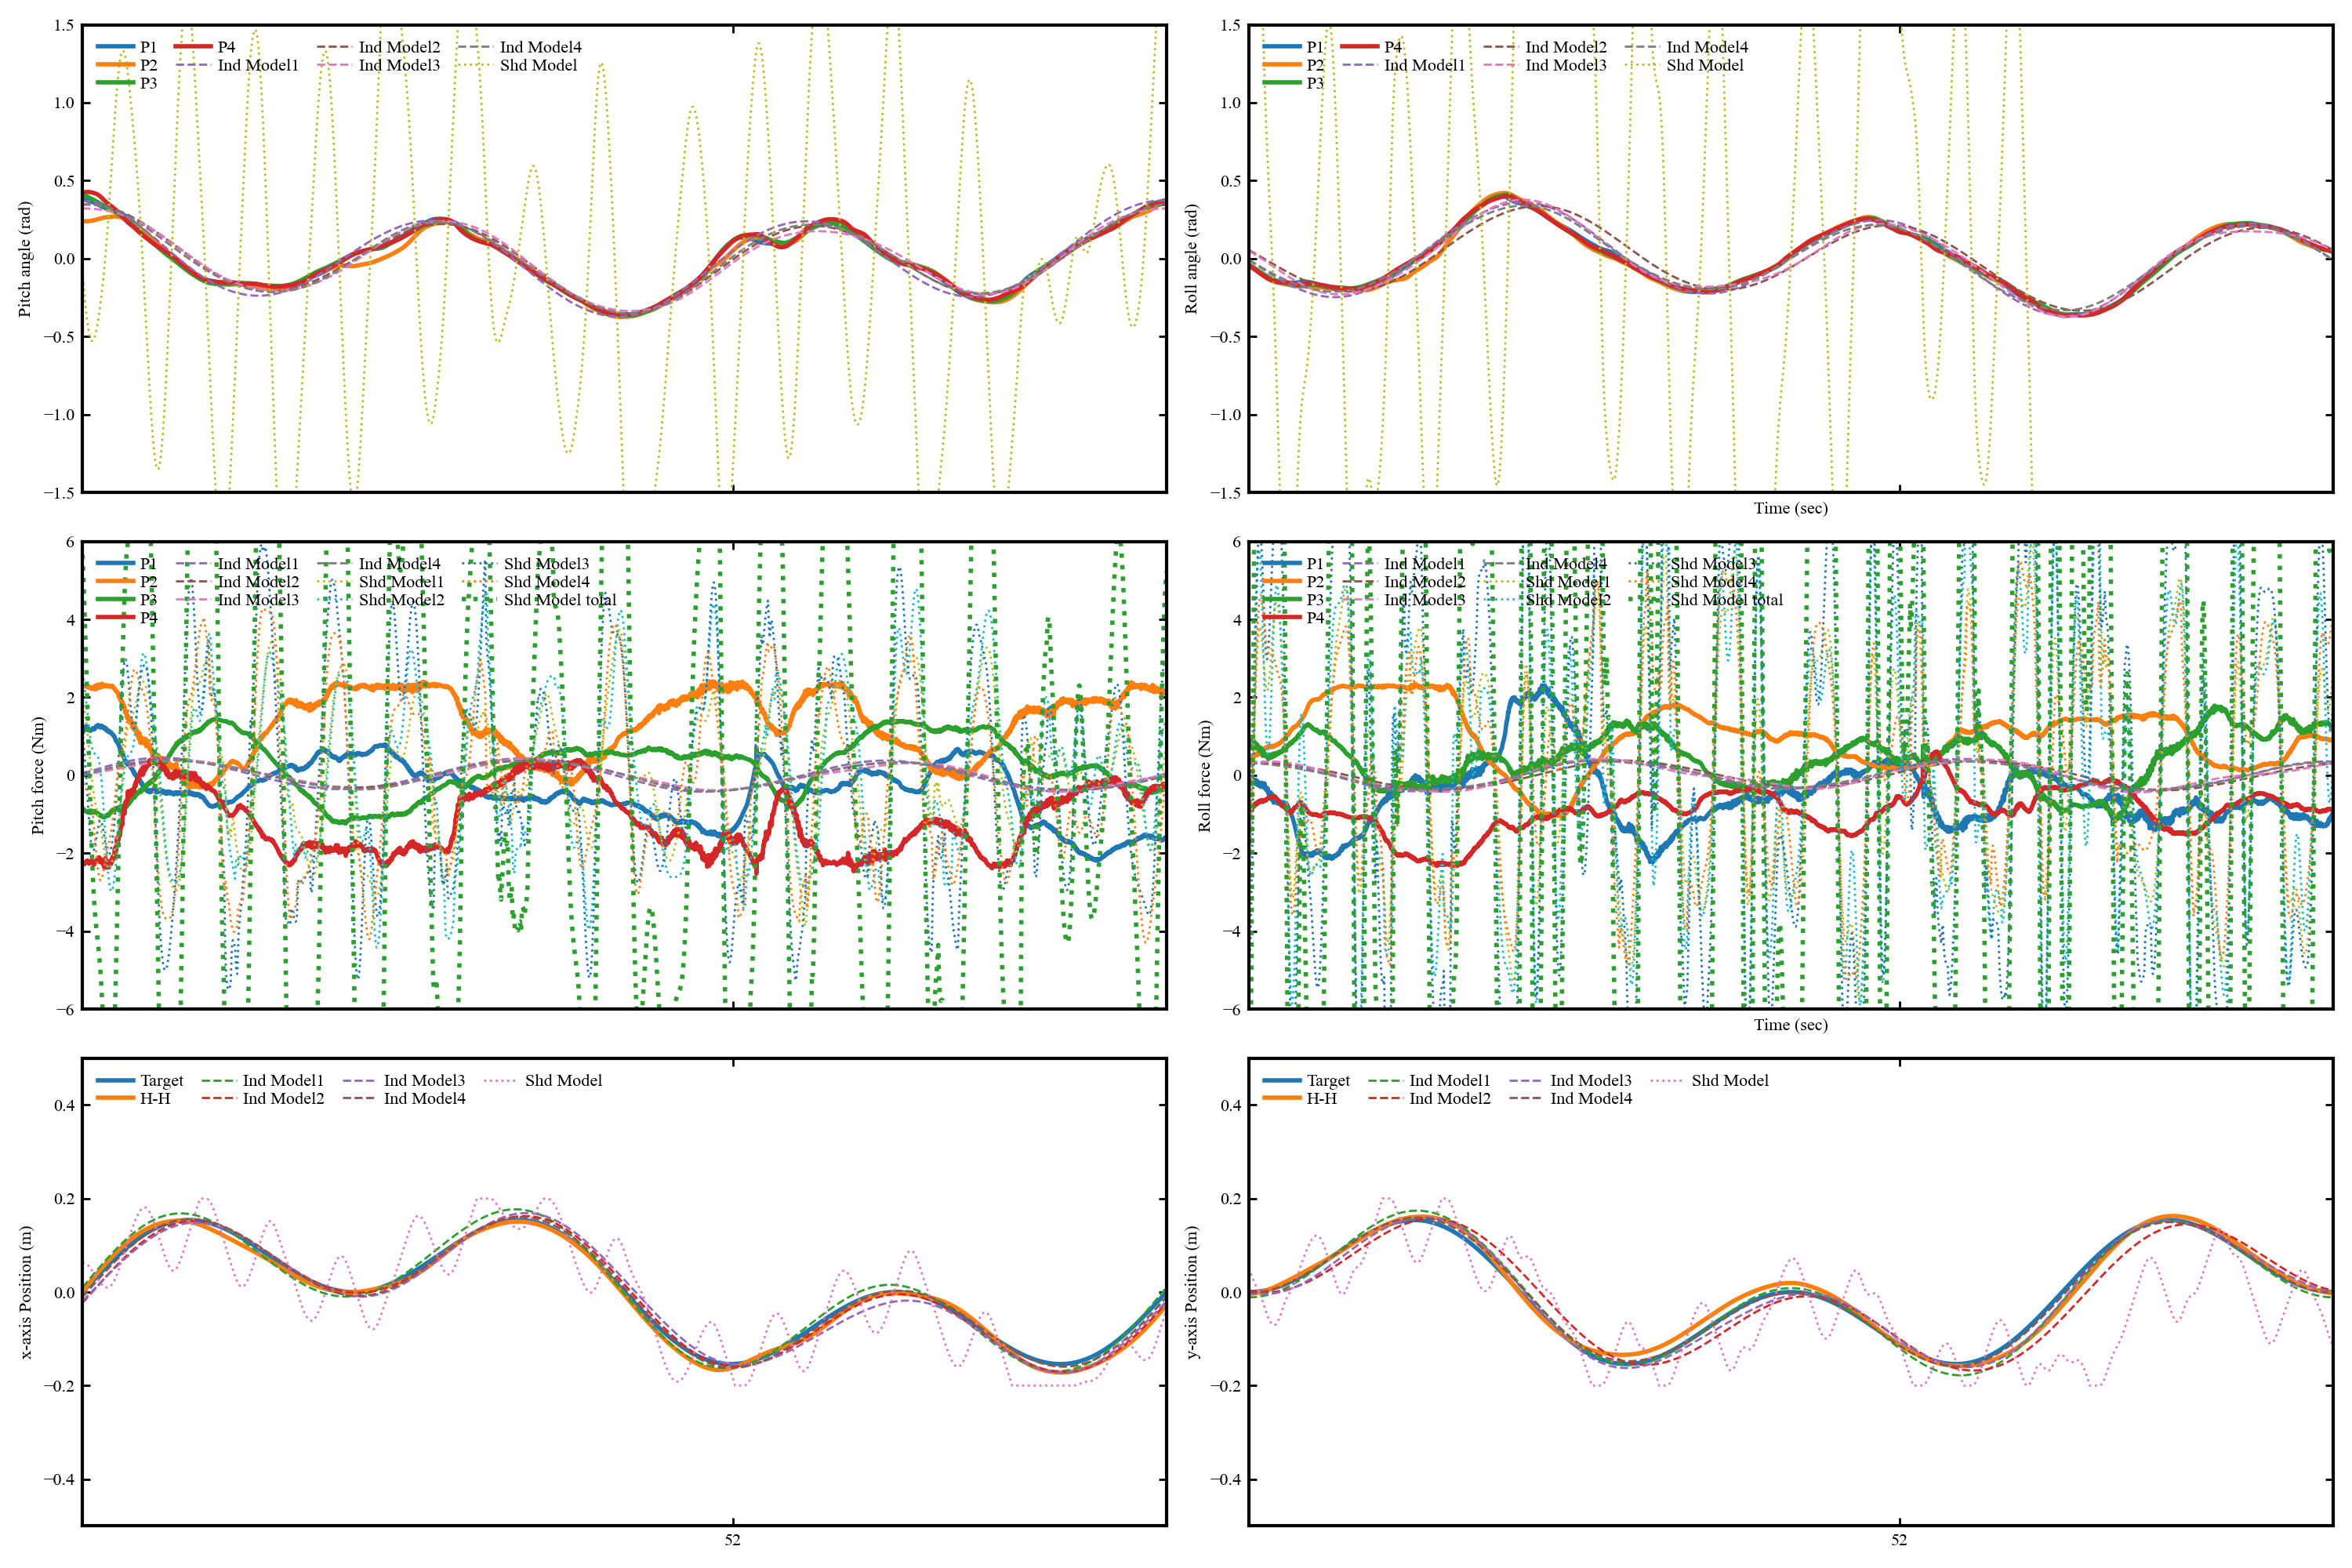 1.5
1.0
0.5
0.0
−0.5
−1.0
−1.5
Pitch angle (rad)
P1 P4 Ind Model2 Ind Model4
P2 Ind Model1 Ind Model3 Shd Model
P3
1.5
1.0
0.5
0.0
−0.5
−1.0
−1.5
Roll angle (rad)
P1 P4 Ind Model2 Ind Model4
P2 Ind Model1 Ind Model3 Shd Model
P3
Time (sec)
6
4
2
0
−2
−4
−6
Pitch force (Nm)
P1 Ind Model1 Ind Model4 Shd Model3
P2 Ind Model2 Shd Model1 Shd Model4
P3 Ind Model3 Shd Model2 Shd Model total
P4
6
4
2
0
−2
−4
−6
Roll force (Nm)
P1 Ind Model1 Ind Model4 Shd Model3
P2 Ind Model2 Shd Model1 Shd Model4
P3 Ind Model3 Shd Model2 Shd Model total
P4
Time (sec)
0.4
0.2
0.0
−0.2
−0.4
x-axis Position (m)
Target Ind Model1 Ind Model3 Shd Model
H-H Ind Model2 Ind Model4
52
0.4
0.2
0.0
−0.2
−0.4
y-axis Position (m)
Target Ind Model1 Ind Model3 Shd Model
H-H Ind Model2 Ind Model4
52